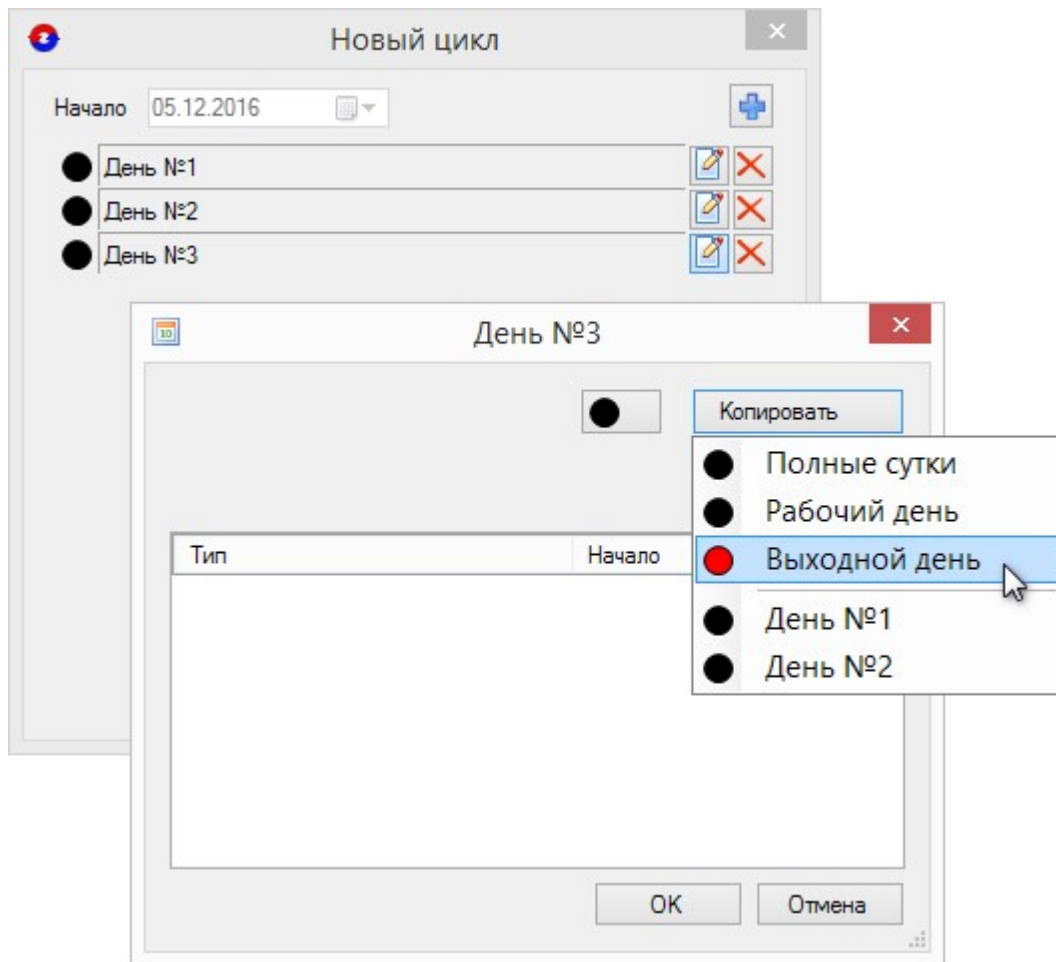 Новый цикл
Начало 05.12.2016
День №1
День №2
День №3
День №3
Копировать
Полные сутки
Рабочий день
Выходной день
День №1
День №2
Тип Начало
OK Отмена